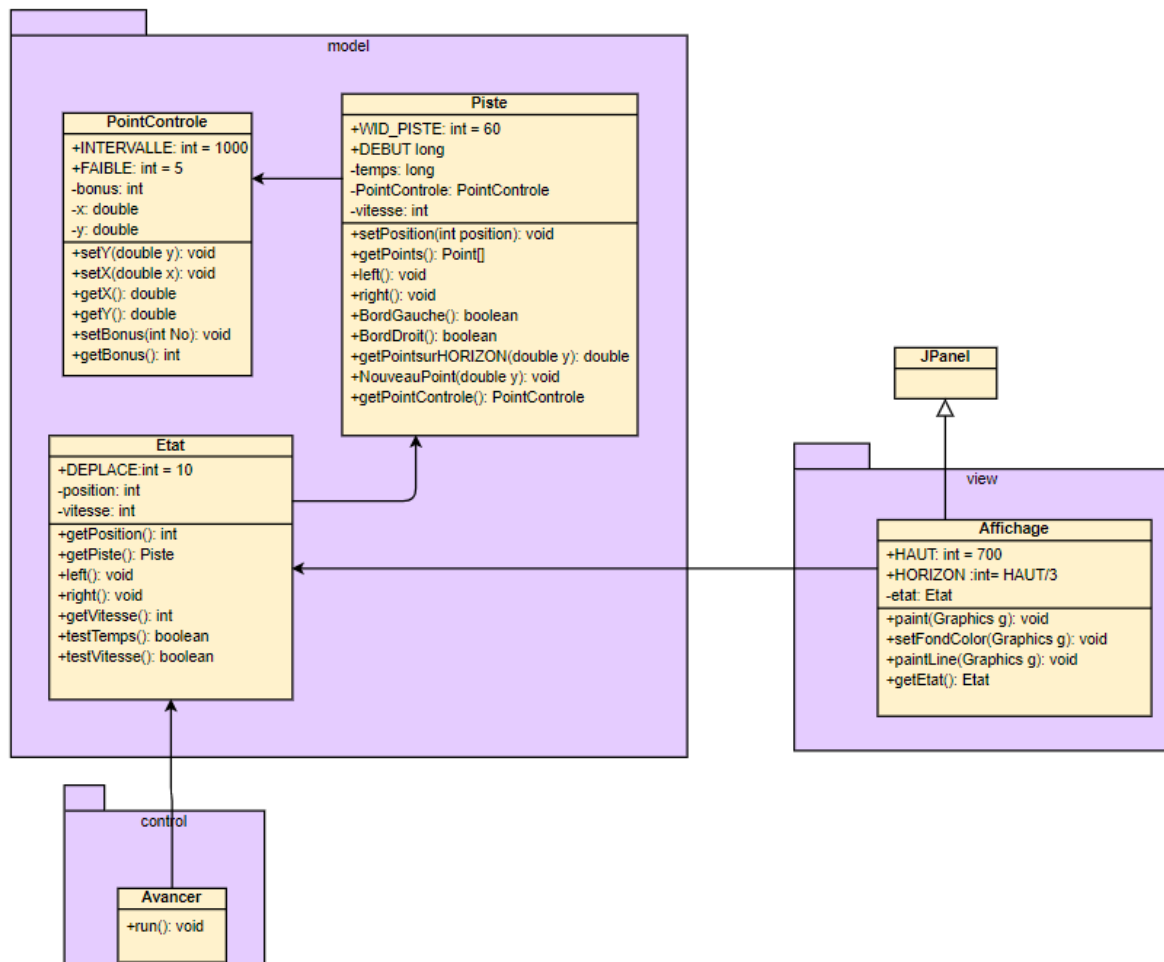 model
PointControle
+INTERVALLE: int = 1000
+FAIBLE: int = 5
-bonus: int
-x: double
-y: double
+setY(double y): void
+setX(double x): void
+getX(): double
+getY(): double
+setBonus(int No): void
+getBonus(): int
Piste
+WID_PISTE: int = 60
+DEBUT long
-temps: long
-PointControle: PointControle
-vitesse: int
+setPosition(int position): void
+getPoints(): Point[]
+left(): void
+right(): void
+BordGauche(): boolean
+BordDroit(): boolean
+getPointsurHORIZON(double y): double
+NouveauPoint(double y): void
+getPointControle(): PointControle
Etat
+DEPLACE:int = 10
-position: int
-vitesse: int
+getPosition(): int
+getPiste(): Piste
+left(): void
+right(): void
+getVitesse(): int
+testTemps(): boolean
+testVitesse(): boolean
JPanel
view
Affichage
+HAUT: int = 700
+HORIZON :int= HAUT/3
-etat: Etat
+paint(Graphics g): void
+setFondColor(Graphics g): void
+paintLine(Graphics g): void
+getEtat(): Etat
control
Avancer
+run(): void